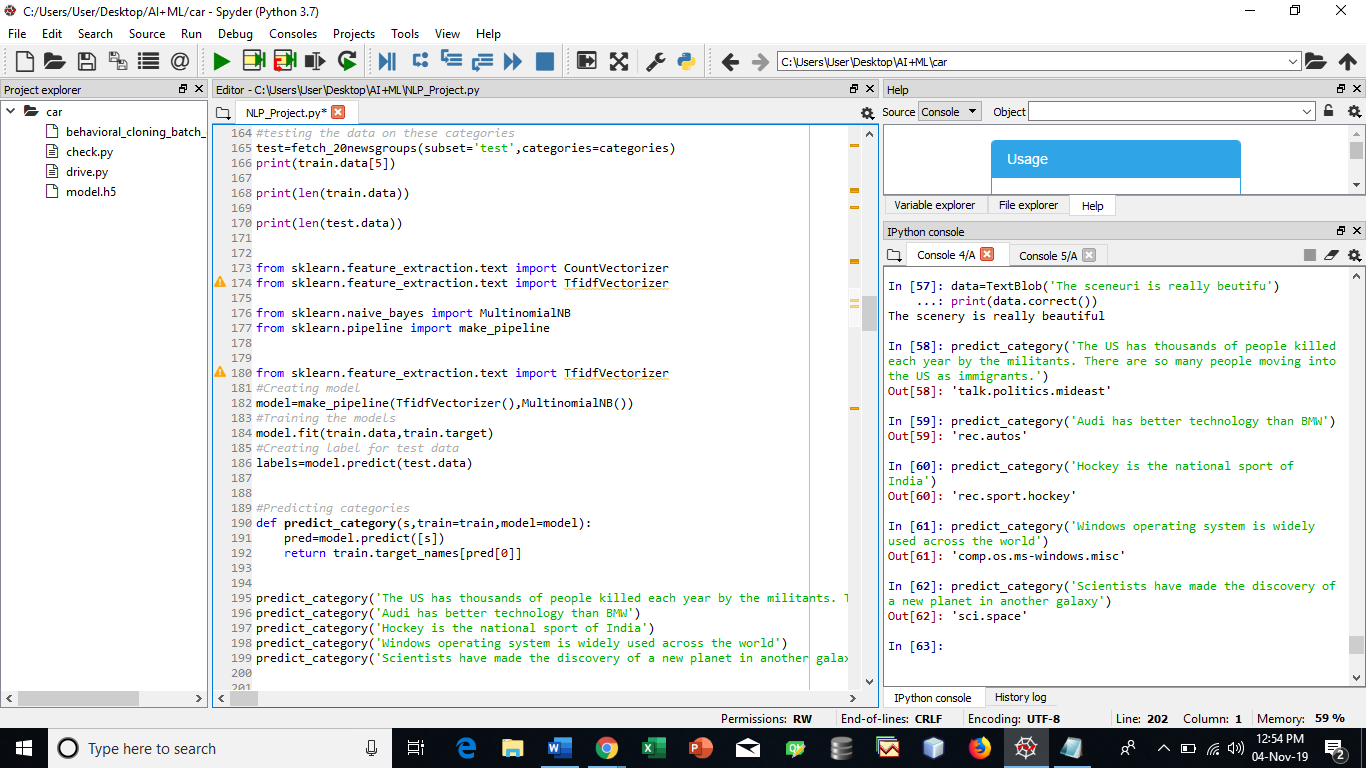 C:/Users/User/Desktop/AI+ML/car - Spyder (Python 3.7)
File Edit Search Source Run Debug Consoles Projects Tools View Help
C:\Users\User\Desktop\AI+ML\car
Project explorer
car
behavioral_cloning_batch_
check.py
drive.py
model.h5
Editor - C:\Users\User\Desktop\AI+ML\NLP_Project.py
NLP_Project.py*
164 #testing the data on these categories
165 test=fetch_20newsgroups(subset='test',categories=categories)
166 print(train.data[5])
167
168 print(len(train.data))
169
170 print(len(test.data))
171
172
173 from sklearn.feature_extraction.text import CountVectorizer
174 from sklearn.feature_extraction.text import TfidfVectorizer
175
176 from sklearn.naive_bayes import MultinomialNB
177 from sklearn.pipeline import make_pipeline
178
179
180 from sklearn.feature_extraction.text import TfidfVectorizer
181 #Creating model
182 model=make_pipeline(TfidfVectorizer(),MultinomialNB())
183 #Training the models
184 model.fit(train.data,train.target)
185 #Creating label for test data
186 labels=model.predict(test.data)
187
188
189 #Predicting categories
190 def predict_category(s,train=train,model=model):
191     pred=model.predict([s])
192     return train.target_names[pred[0]]
193
194
195 predict_category('The US has thousands of people killed each year by the militants. T
196 predict_category('Audi has better technology than BMW')
197 predict_category('Hockey is the national sport of India')
198 predict_category('Windows operating system is widely used across the world')
199 predict_category('Scientists have made the discovery of a new planet in another galax
200
201
Help
Source Console Object
Usage
Variable explorer File explorer Help
IPython console
Console 4/A Console 5/A
In [57]: data=TextBlob('The sceneuri is really beutifu')
    ...: print(data.correct())
The scenery is really beautiful
In [58]: predict_category('The US has thousands of people killed
each year by the militants. There are so many people moving into
the US as immigrants.')
Out[58]: 'talk.politics.mideast'
In [59]: predict_category('Audi has better technology than BMW')
Out[59]: 'rec.autos'
In [60]: predict_category('Hockey is the national sport of
India')
Out[60]: 'rec.sport.hockey'
In [61]: predict_category('Windows operating system is widely
used across the world')
Out[61]: 'comp.os.ms-windows.misc'
In [62]: predict_category('Scientists have made the discovery of
a new planet in another galaxy')
Out[62]: 'sci.space'
In [63]:
IPython console History log
Permissions: RW End-of-lines: CRLF Encoding: UTF-8 Line: 202 Column: 1 Memory: 59 %
Type here to search
12:54 PM
04-Nov-19
2